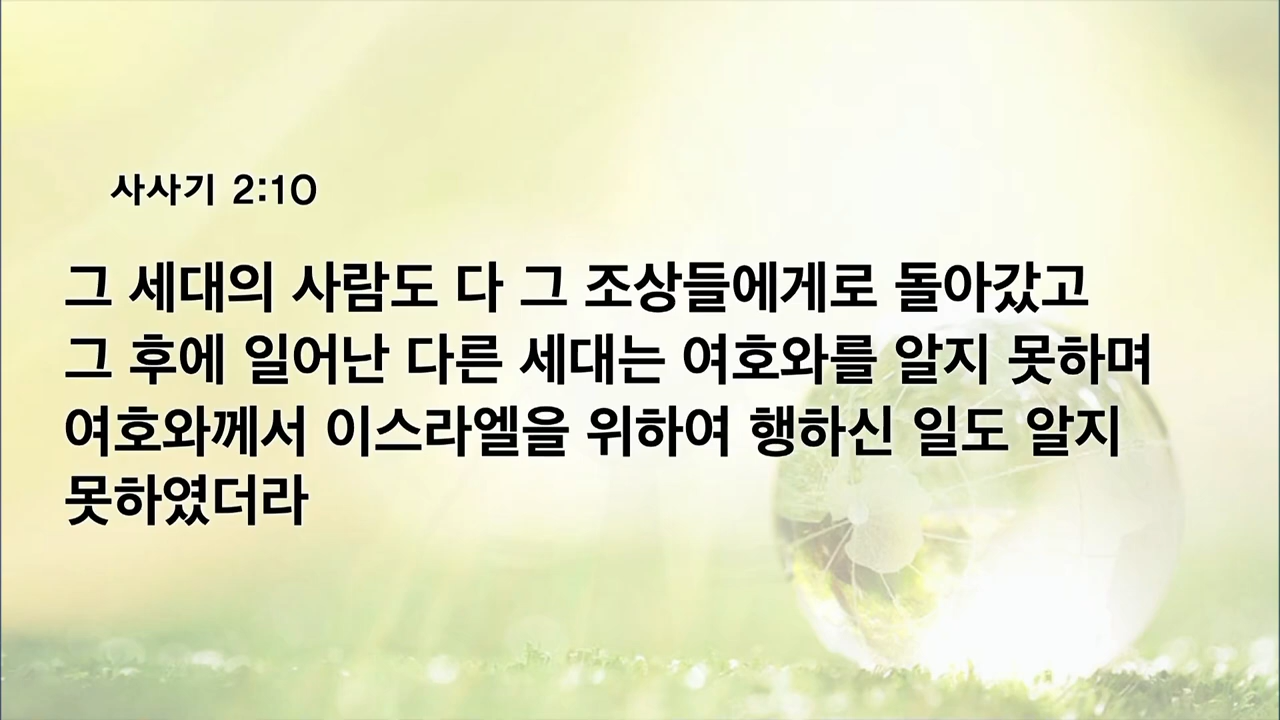 사사기 2:10
그 세대의 사람도 다 그 조상들에게로 돌아갔고
그 후에 일어난 다른 세대는 여호와를 알지 못하며
여호와께서 이스라엘을 위하여 행하신 일도 알지
못하였더라